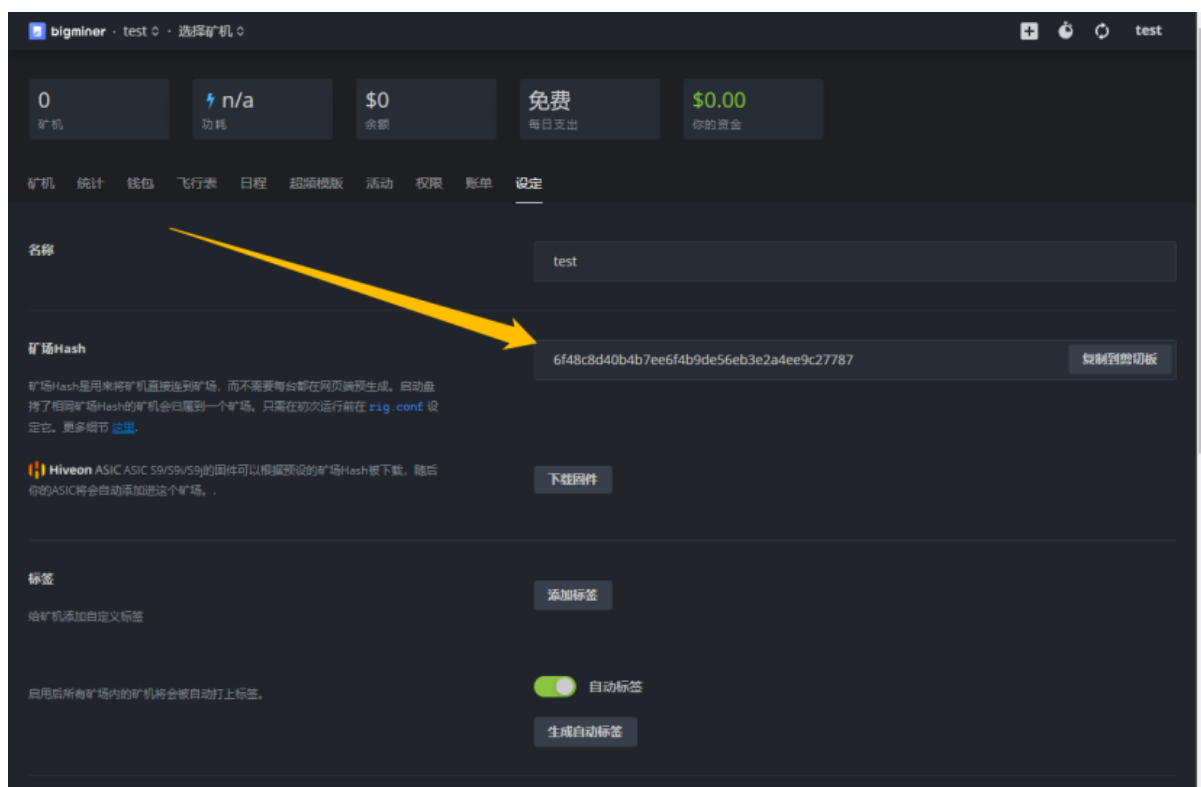 bigminer · test · 选择矿机 test
0 n/a $0 免费 $0.00
矿机 功耗 余额 每日支出 你的资金
矿机 统计 钱包 飞行表 日程 超频模版 活动 权限 账单 设定
名称
test
矿场Hash
6f48c8d40b4b7ee6f4b9de56eb3e2a4ee9c27787 复制到剪切板
矿场Hash是用来将矿机直接连到矿场，而不需要每台都在网页端预生成。启动盘
拷了相同矿场Hash的矿机会归属到一个矿场。只需在初次运行前在 rig.conf 设
定它。更多细节 这里.
Hiveon ASIC ASIC S9/S9i/S9j的固件可以根据预设的矿场Hash被下载，随后
你的ASIC将会自动添加进这个矿场。.
下载固件
标签
添加标签
给矿机添加自定义标签
启用后所有矿场内的矿机将会被自动打上标签。
自动标签
生成自动标签